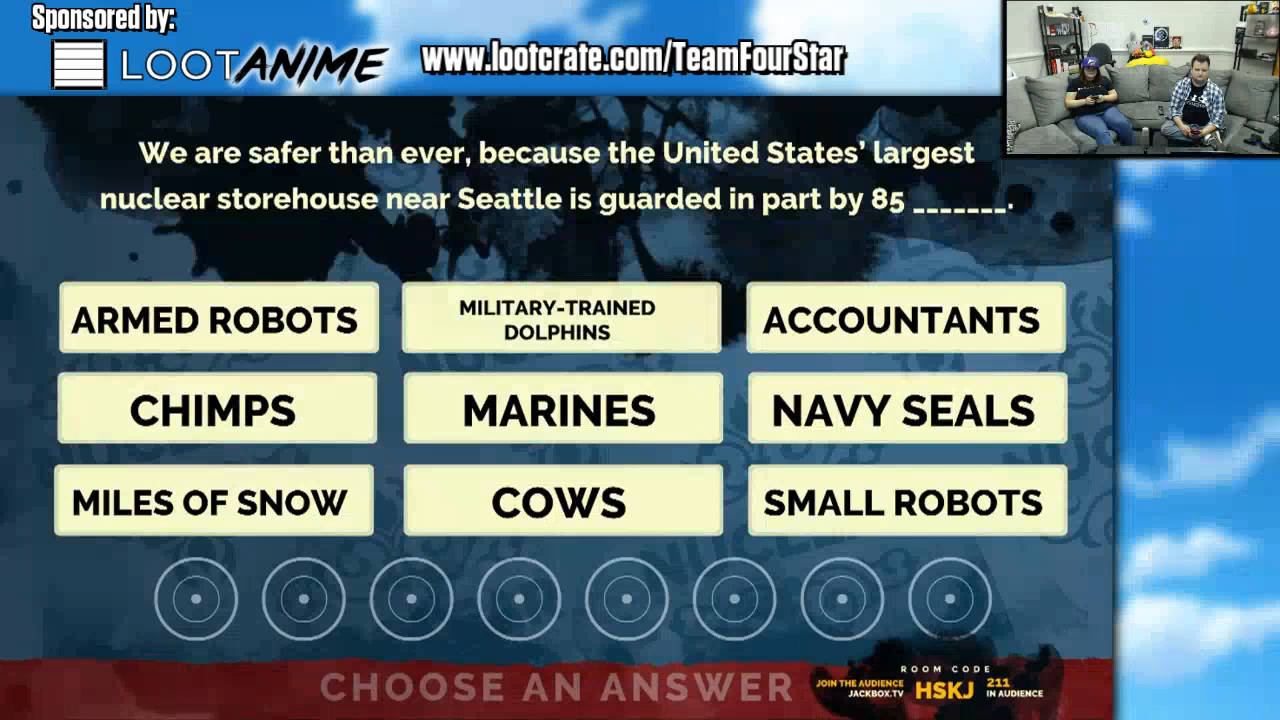 Sponsored by:
LOOTANIME
www.lootcrate.com/TeamFourStar
We are safer than ever, because the United States' largest
nuclear storehouse near Seattle is guarded in part by 85 _______.
ARMED ROBOTS
MILITARY-TRAINED
DOLPHINS
ACCOUNTANTS
CHIMPS
MARINES
NAVY SEALS
MILES OF SNOW
COWS
SMALL ROBOTS
CHOOSE AN ANSWER
JOIN THE AUDIENCE
JACKBOX.TV
ROOM CODE
HSKJ
211
IN AUDIENCE